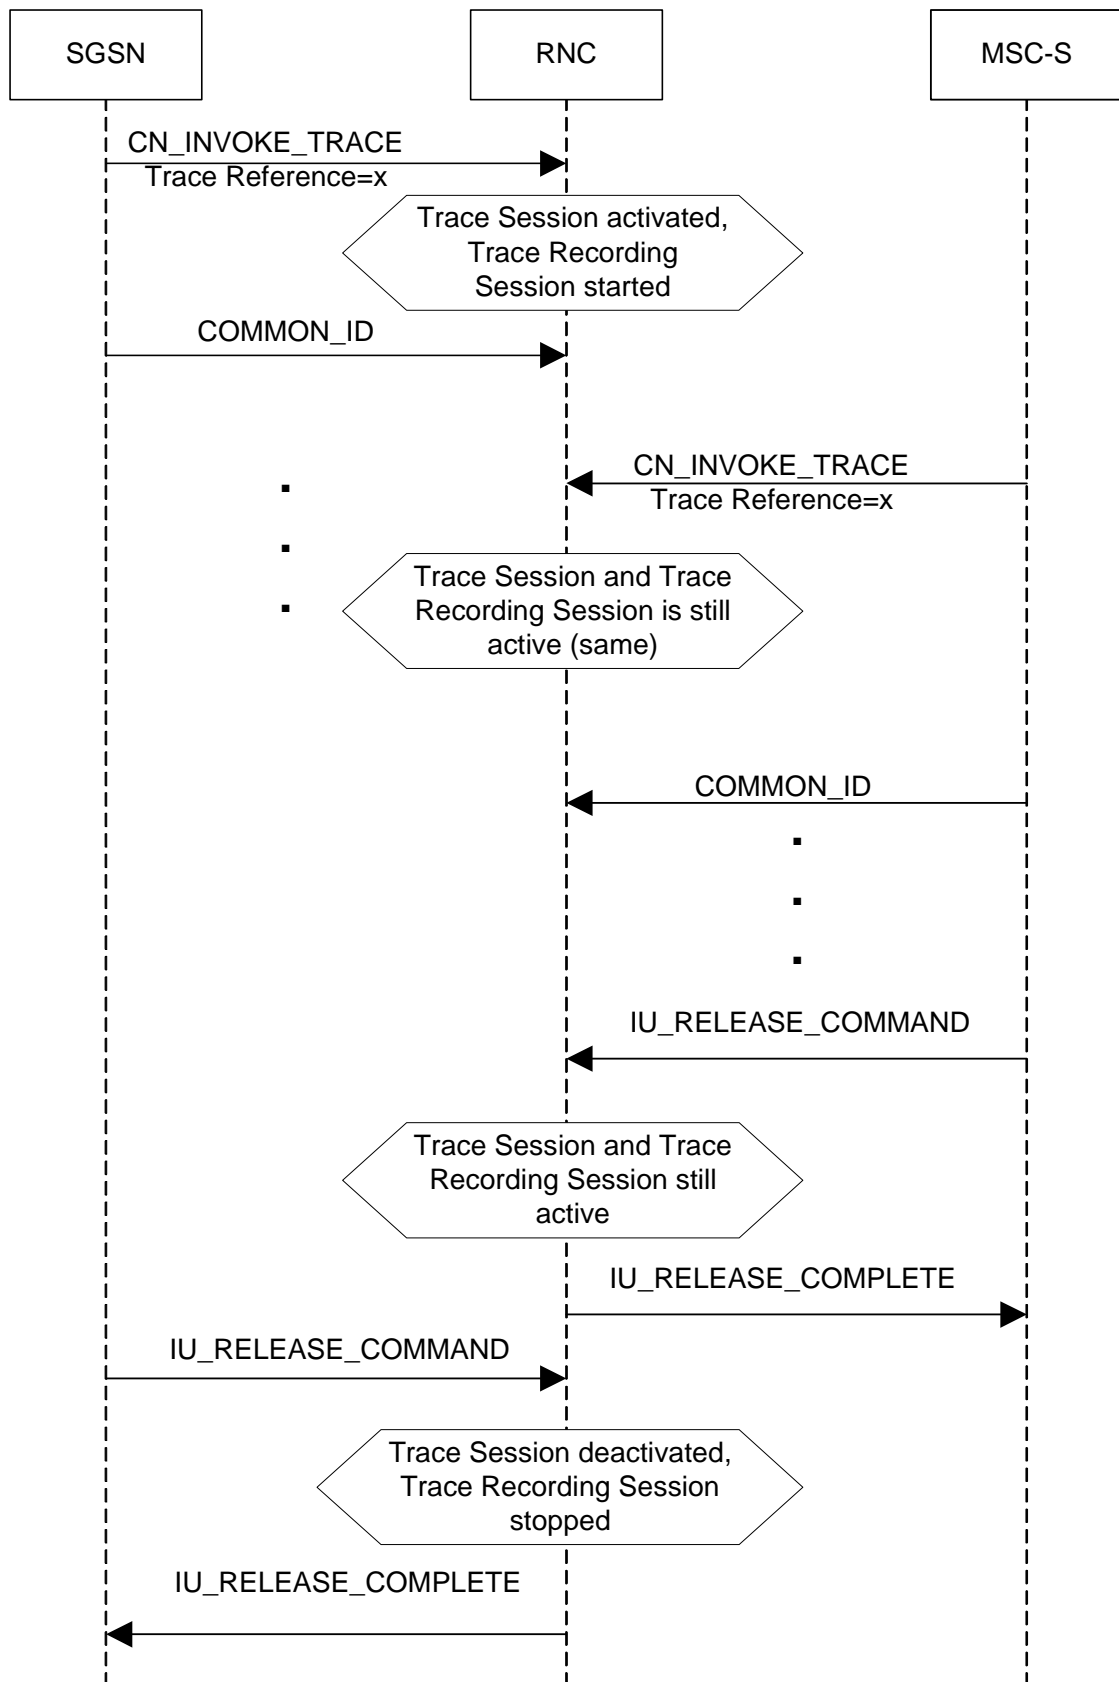 SGSN
RNC
MSC-S
CN_INVOKE_TRACE
Trace Reference=x
Trace Session activated,
Trace Recording
Session started
COMMON_ID
CN_INVOKE_TRACE
Trace Reference=x
Trace Session and Trace
Recording Session is still
active (same)
COMMON_ID
IU_RELEASE_COMMAND
Trace Session and Trace
Recording Session still
active
IU_RELEASE_COMPLETE
IU_RELEASE_COMMAND
Trace Session deactivated,
Trace Recording Session
stopped
IU_RELEASE_COMPLETE